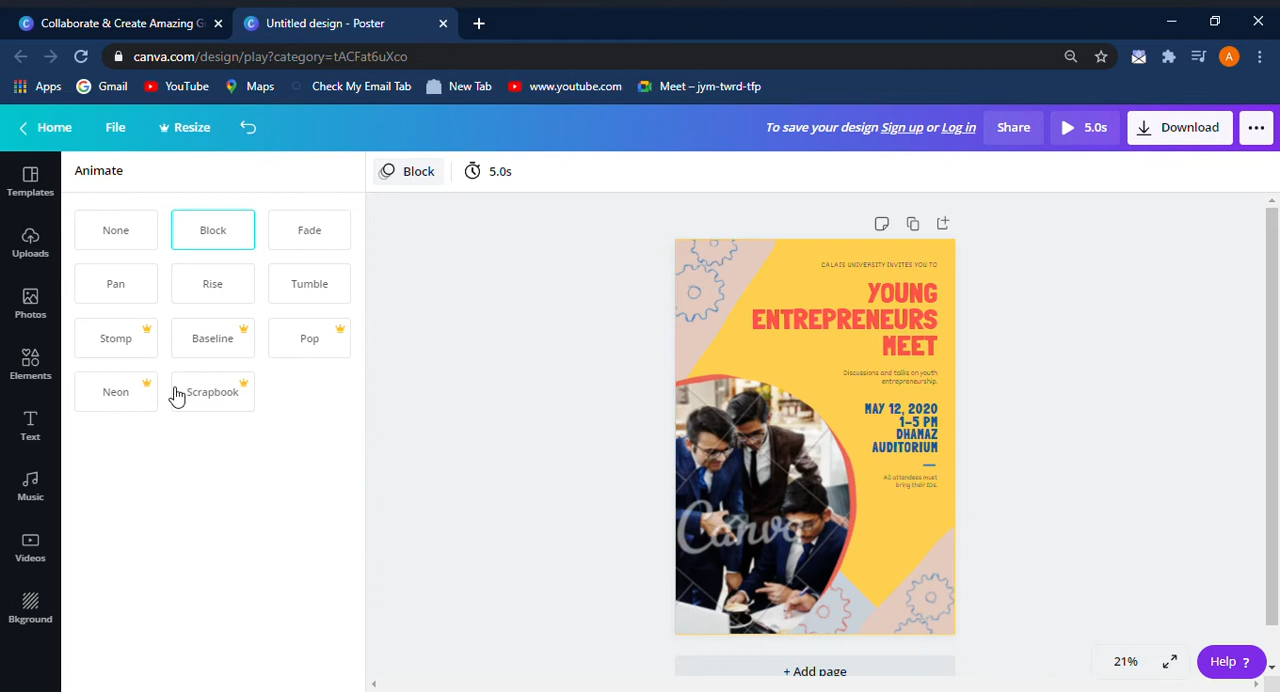 Collaborate & Create Amazing G
Untitled design - Poster
canva.com/design/play?category=tACFat6uXco
A
Apps
Gmail
YouTube
Maps
Check My Email Tab
New Tab
www.youtube.com
Meet – jym-twrd-tfp
Home
File
Resize
To save your design Sign up or Log in
Share
5.0s
Download
Templates
Uploads
Photos
Elements
Text
Music
Videos
Bkground
Animate
None
Block
Fade
Pan
Rise
Tumble
Stomp
Baseline
Pop
Neon
Scrapbook
Block
5.0s
CALAIS UNIVERSITY INVITES YOU TO
YOUNG
ENTREPRENEURS
MEET
Discussions and talks on youth
entrepreneurship.
MAY 12, 2020
1-5 PM
DHAMAZ
AUDITORIUM
All attendees must
bring their IDs.
Canva
+ Add page
21%
Help ?